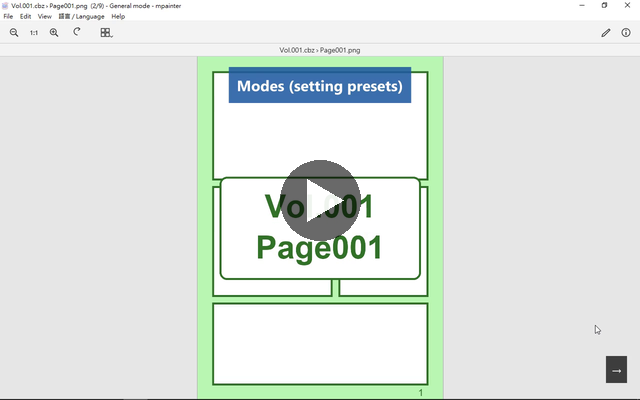 Vol.001.cbz › Page001.png (2/9) - General mode - mpainter
File Edit View 語言 / Language Help
1:1
Vol.001.cbz › Page001.png
Modes (setting presets)
Vol.001
Page001
1